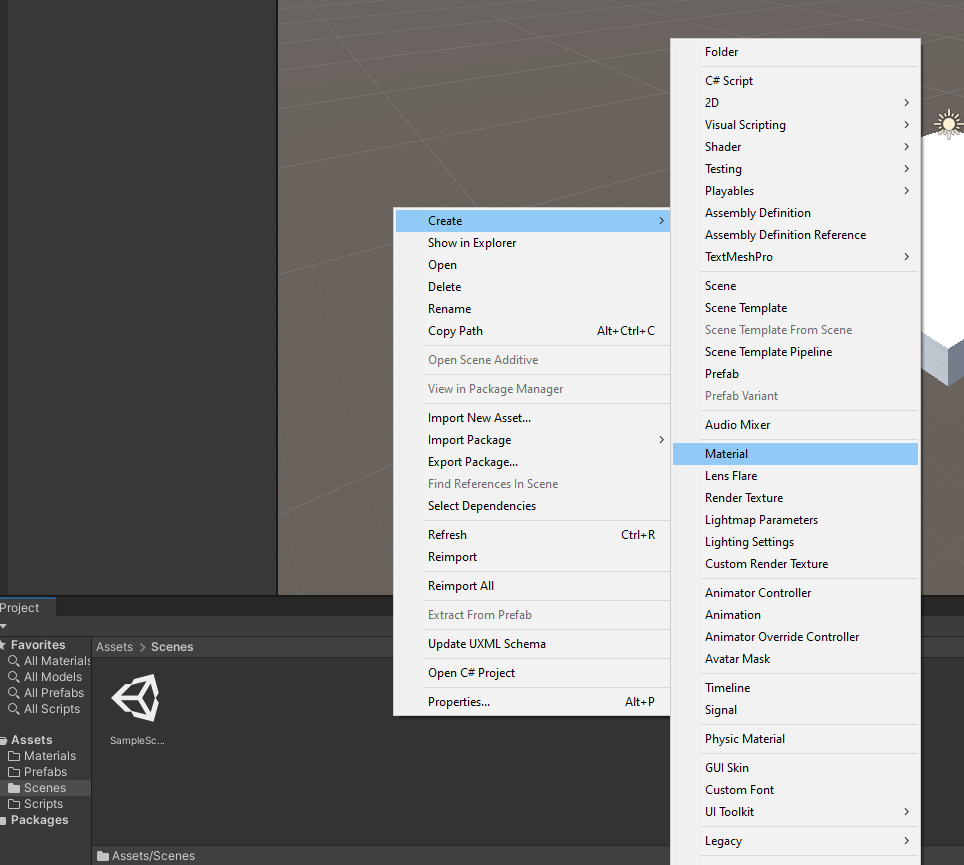 Folder
C# Script
2D
Visual Scripting
Shader
Testing
Playables
Assembly Definition
Assembly Definition Reference
TextMeshPro
Scene
Scene Template
Scene Template From Scene
Scene Template Pipeline
Prefab
Prefab Variant
Audio Mixer
Material
Lens Flare
Render Texture
Lightmap Parameters
Lighting Settings
Custom Render Texture
Animator Controller
Animation
Animator Override Controller
Avatar Mask
Timeline
Signal
Physic Material
GUI Skin
Custom Font
UI Toolkit
Legacy
Create
Show in Explorer
Open
Delete
Rename
Copy Path Alt+Ctrl+C
Open Scene Additive
View in Package Manager
Import New Asset...
Import Package
Export Package...
Find References In Scene
Select Dependencies
Refresh Ctrl+R
Reimport
Reimport All
Extract From Prefab
Update UXML Schema
Open C# Project
Properties... Alt+P
Project
Favorites
All Materials
All Models
All Prefabs
All Scripts
Assets
Materials
Prefabs
Scenes
Scripts
Packages
Assets > Scenes
SampleSc...
Assets/Scenes